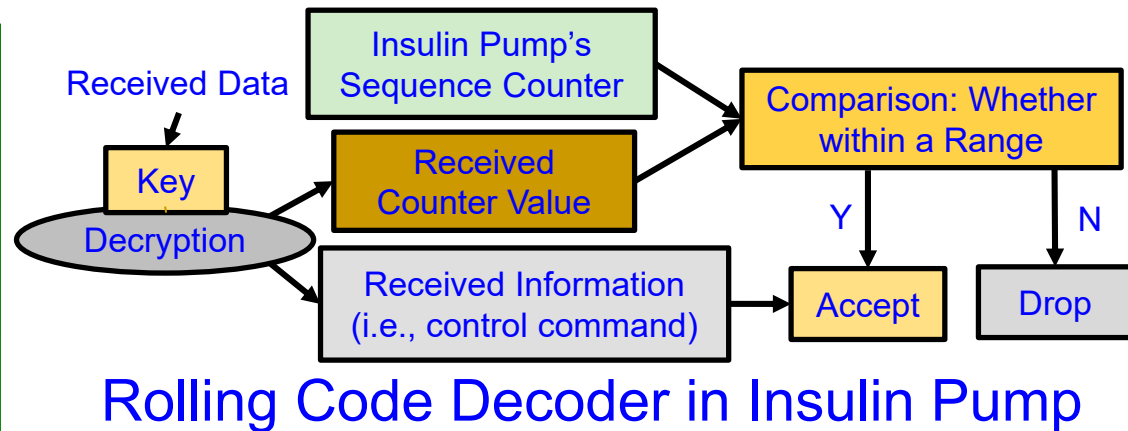 Received Data
Key
Decryption
Insulin Pump's
Sequence Counter
Received
Counter Value
Received Information
(i.e., control command)
Comparison: Whether
within a Range
Y
N
Accept
Drop
Rolling Code Decoder in Insulin Pump